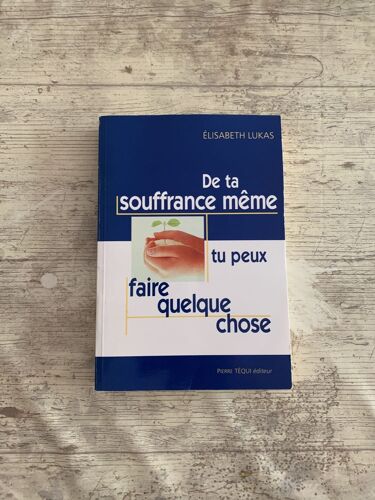 ÉLISABETH LUKAS
De ta
souffrance même
tu peux
faire
quelque
chose
PIERRE TÉQUI éditeur